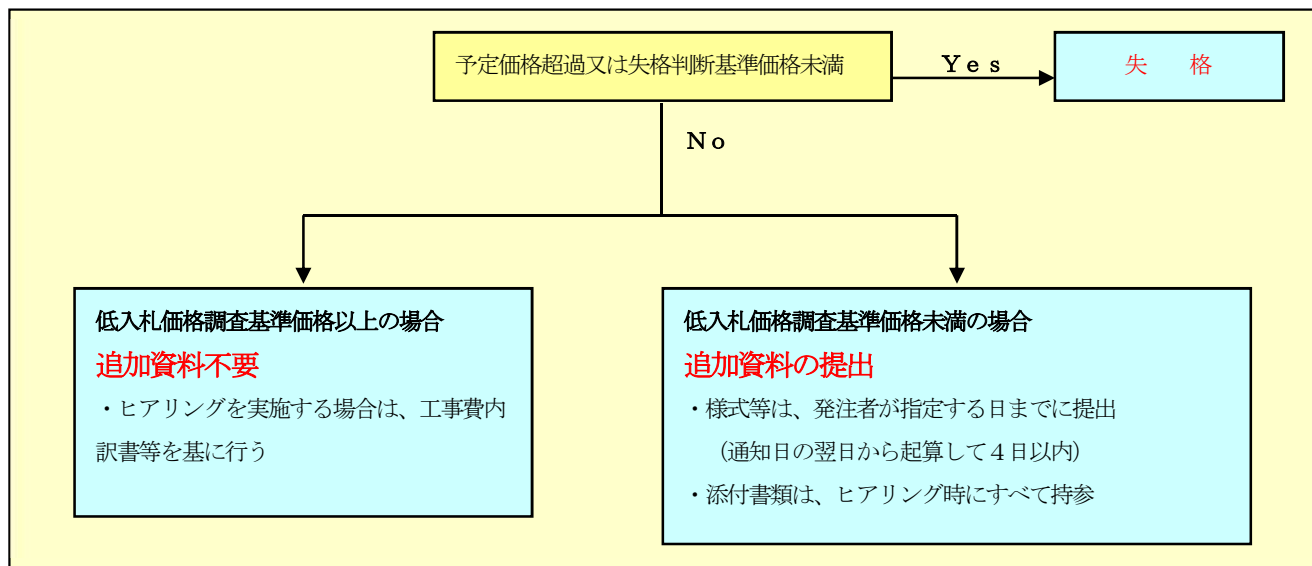 予定価格超過又は失格判断基準価格未満
Ｙｅｓ
失　格
Ｎｏ
低入札価格調査基準価格以上の場合
追加資料不要
・ヒアリングを実施する場合は、工事費内
訳書等を基に行う
低入札価格調査基準価格未満の場合
追加資料の提出
・様式等は、発注者が指定する日までに提出
（通知日の翌日から起算して４日以内）
・添付書類は、ヒアリング時にすべて持参